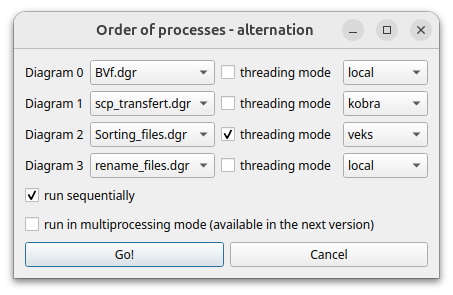 Order of processes - alternation
Diagram 0 BVf.dgr threading mode local
Diagram 1 scp_transfert.dgr threading mode kobra
Diagram 2 Sorting_files.dgr threading mode veks
Diagram 3 rename_files.dgr threading mode local
run sequentially
run in multiprocessing mode (available in the next version)
Go! Cancel